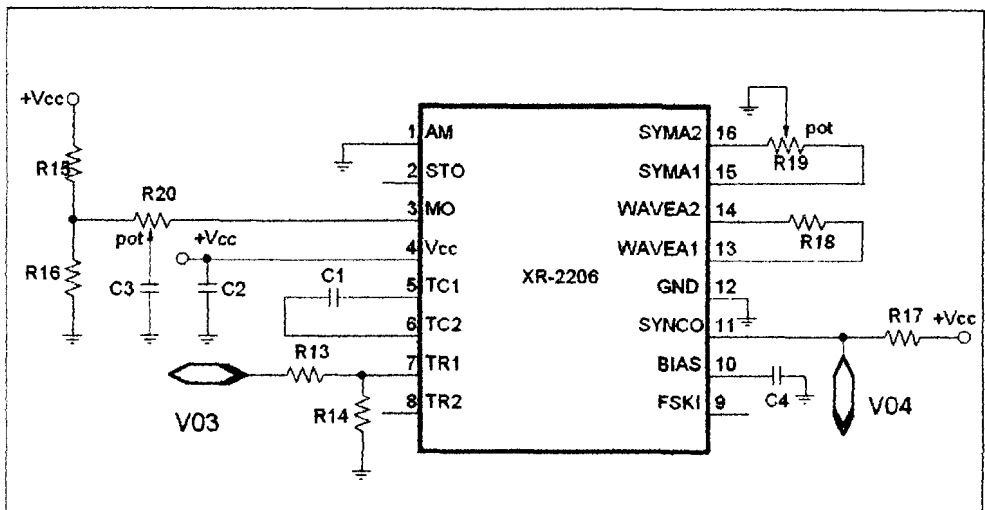 +Vcc
R15
R16
R20
pot
+Vcc
C3
C2
C1
R13
R14
V03
1 AM
2 STO
3 MO
4 Vcc
5 TC1
6 TC2
7 TR1
8 TR2
XR-2206
SYMA2 16
SYMA1 15
WAVEA2 14
WAVEA1 13
GND 12
SYNCO 11
BIAS 10
FSKI 9
pot
R19
R18
R17
+Vcc
C4
V04